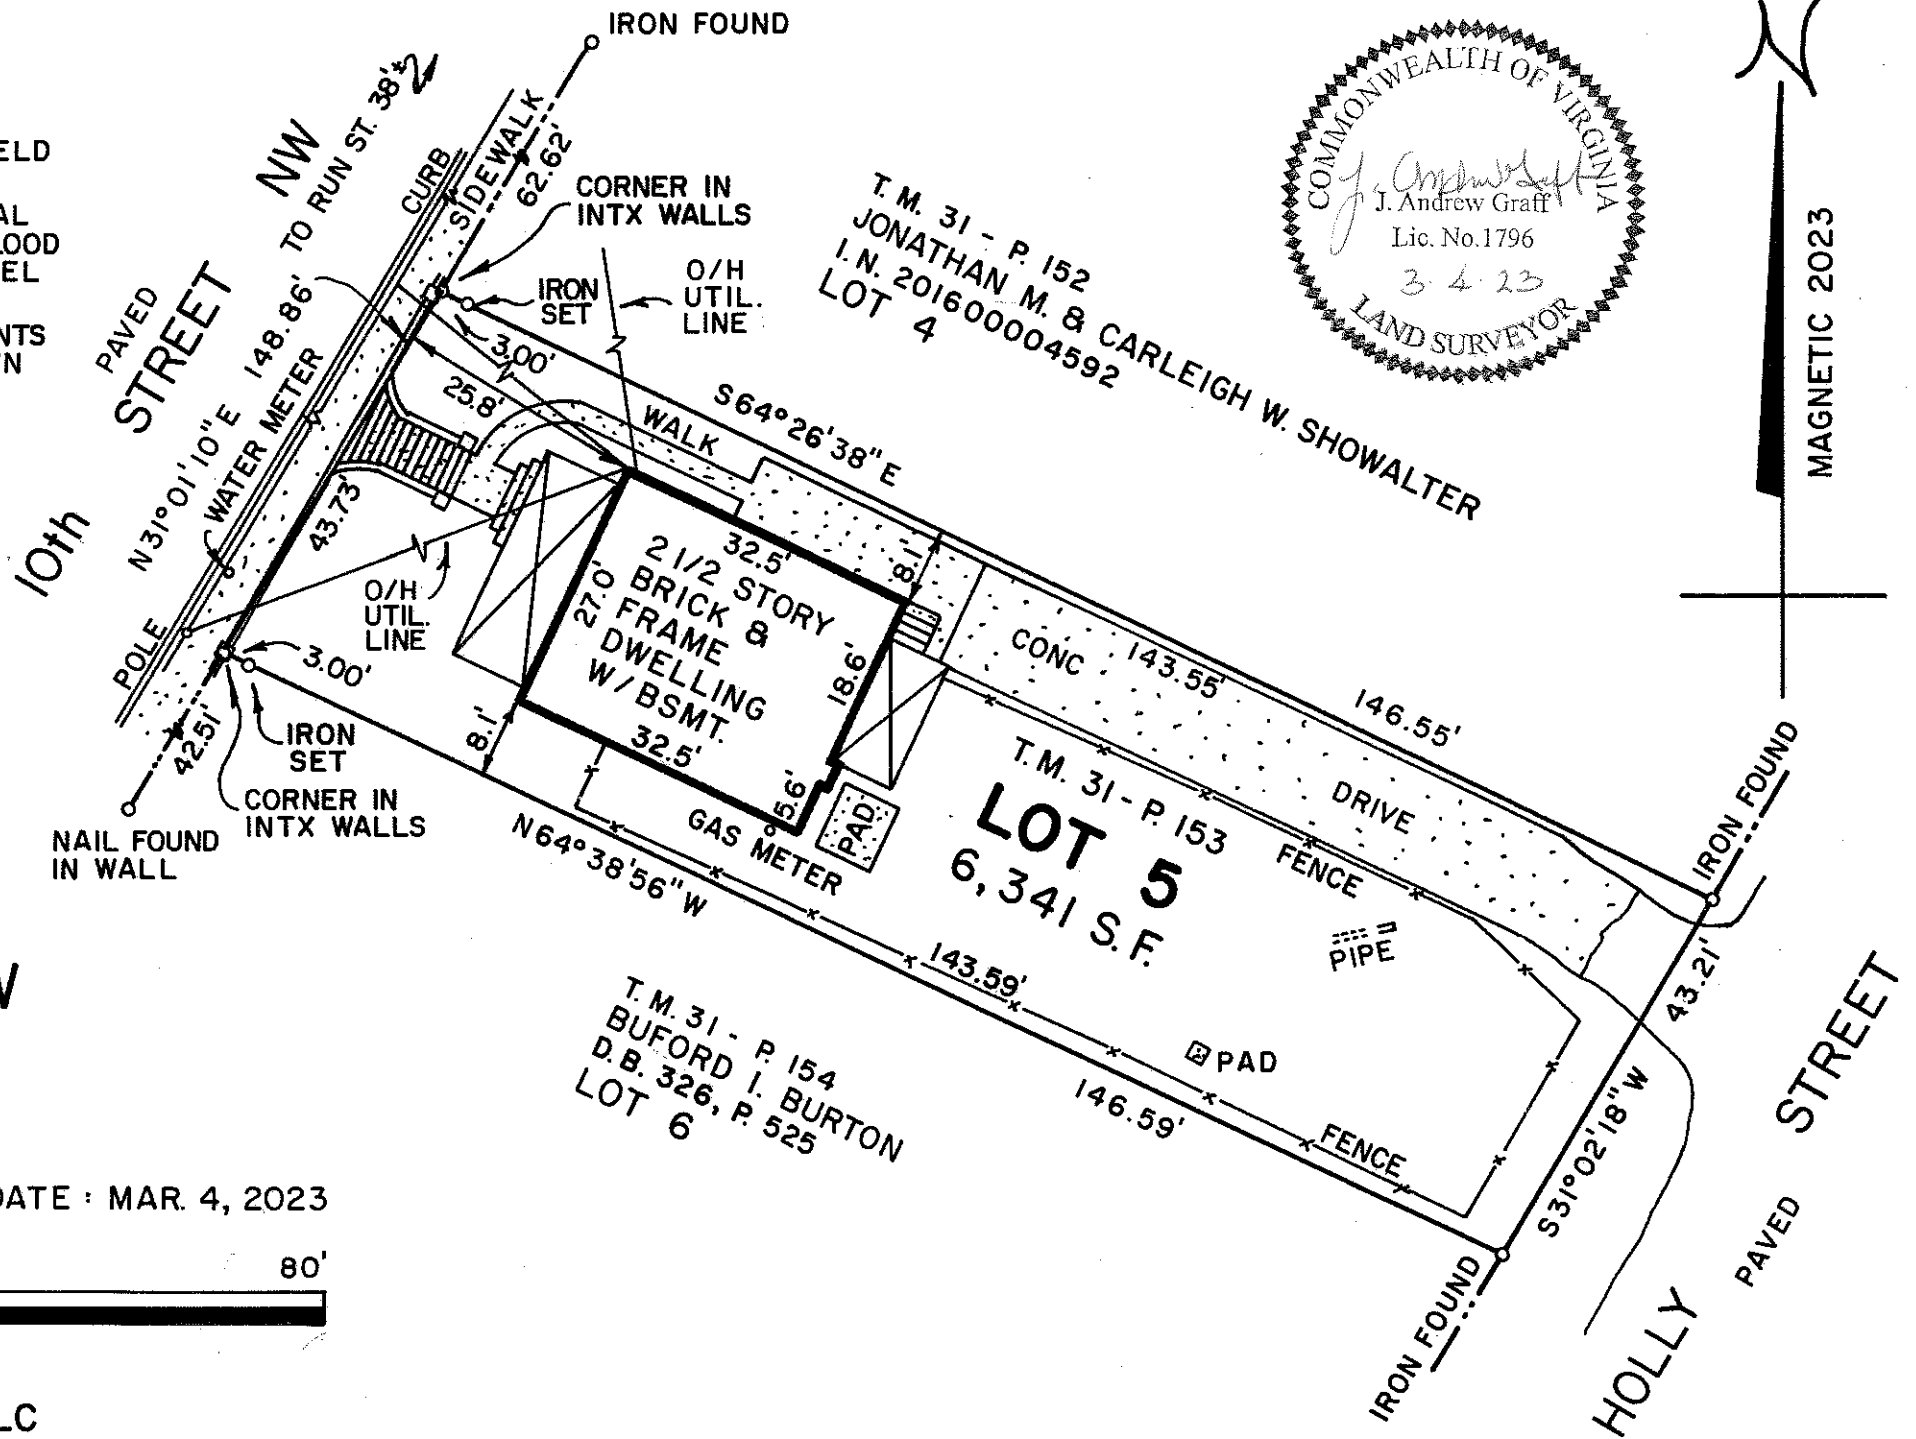 IRON FOUND
ELD
AL
LOOD
EL
NTS
'N
NW
STREET
10th
PAVED
TO RUN ST. 38'±
148.86'
N 31°01'10"E
CURB
SIDEWALK
62.62'
WATER METER
POLE
43.73'
42.51'
CORNER IN
INTX WALLS
IRON
SET
O/H
UTIL.
LINE
3.00'
25.8'
WALK
S 64°26'38"E
T. M. 31 - P. 152
JONATHAN M. & CARLEIGH W. SHOWALTER
I. N. 20160004592
LOT 4
COMMONWEALTH OF VIRGINIA
J. Andrew Graff
Lic. No.1796
3-4-23
LAND SURVEYOR
MAGNETIC 2023
O/H
UTIL.
LINE
3.00'
IRON
SET
CORNER IN
INTX WALLS
NAIL FOUND
IN WALL
32.5'
2 1/2 STORY
BRICK &
FRAME
DWELLING
W/BSMT.
27.0'
32.5'
18.6'
5.6'
8.1'
8.1'
CONC
143.55'
146.55'
DRIVE
IRON FOUND
T. M. 31 - P. 153
LOT 5
6,341 S.F.
FENCE
PIPE
PAD
GAS METER
N 64°38'56"W
143.59'
146.59'
PAD
FENCE
43.21'
S 31°02'18"W
IRON FOUND
HOLLY
STREET
PAVED
T. M. 31 - P. 154
BUFORD I. BURTON
D. B. 326, P. 525
LOT 6
DATE : MAR. 4, 2023
80'
LC